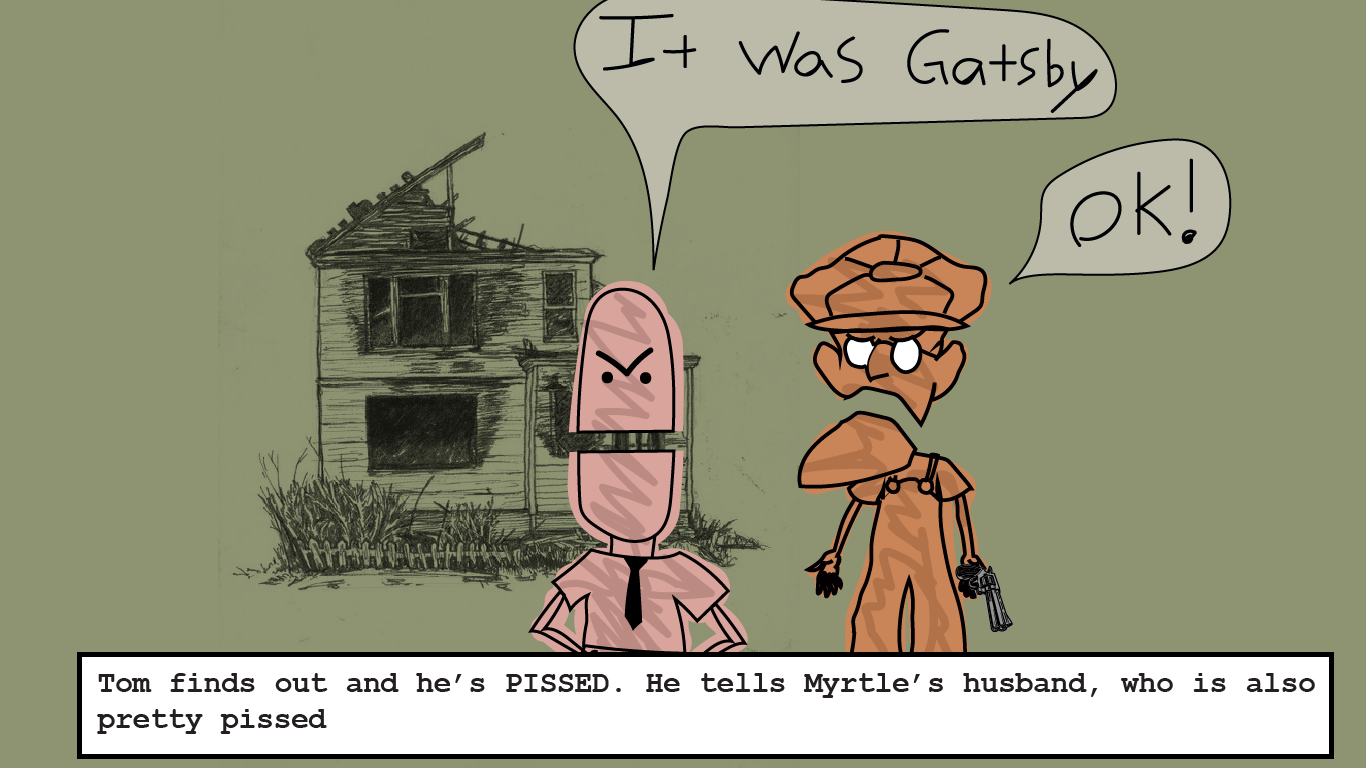 It was Gatsby
OK!
Tom finds out and he’s PISSED. He tells Myrtle’s husband, who is also
pretty pissed